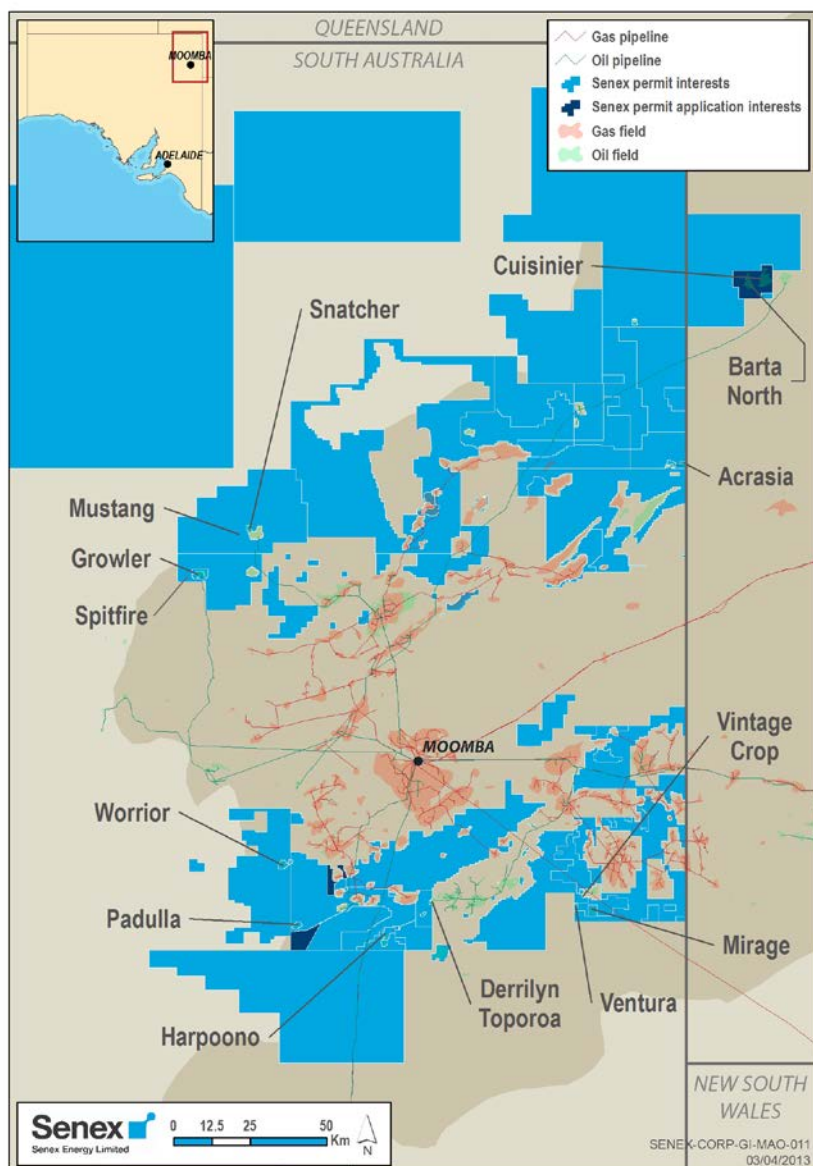 QUEENSLAND
SOUTH AUSTRALIA
MOOMBA
ADELAIDE
Gas pipeline
Oil pipeline
Senex permit interests
Senex permit application interests
Gas field
Oil field
Cuisinier
Snatcher
Barta
North
Acrasia
Mustang
Growler
Spitfire
MOOMBA
Vintage
Crop
Worrior
Padulla
Mirage
Derrilyn
Toporoa
Ventura
Harpoono
NEW SOUTH
WALES
Senex
Senex Energy Limited
0 12.5 25 50
Km
N
SENEX-CORP-GI-MAO-011
03/04/2013